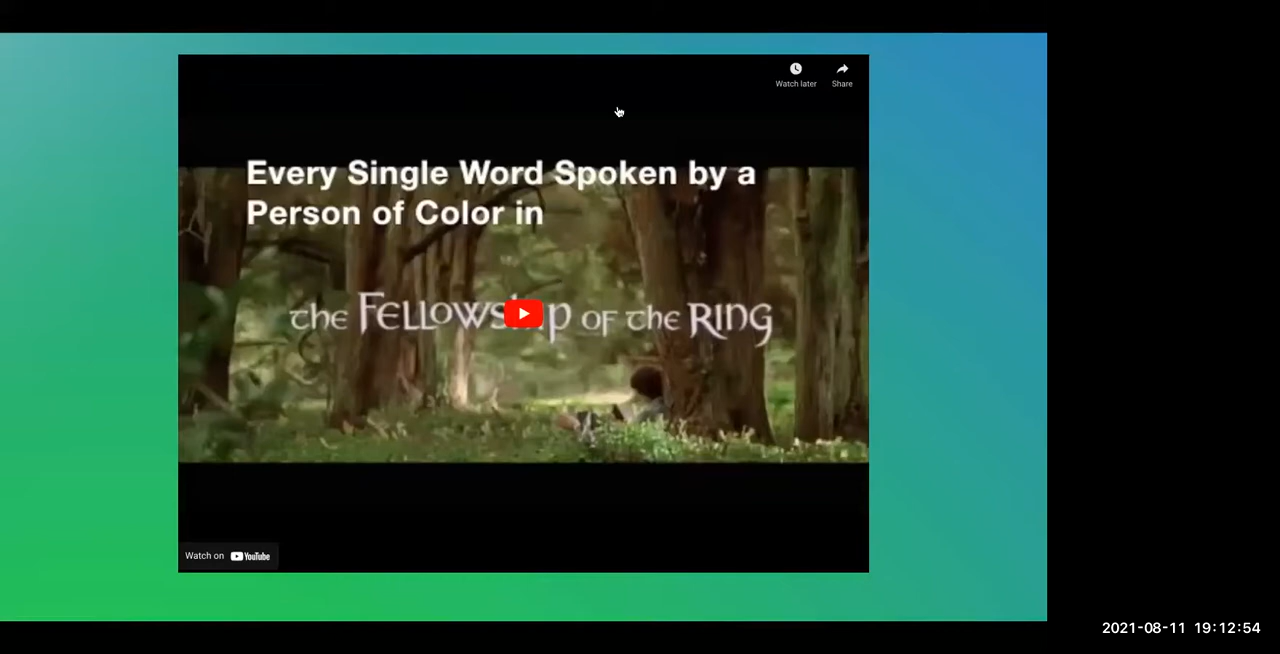 Watch later
Share
Every Single Word Spoken by a
Person of Color in
the Fellowship of the Ring
Watch on YouTube
2021-08-11 19:12:54